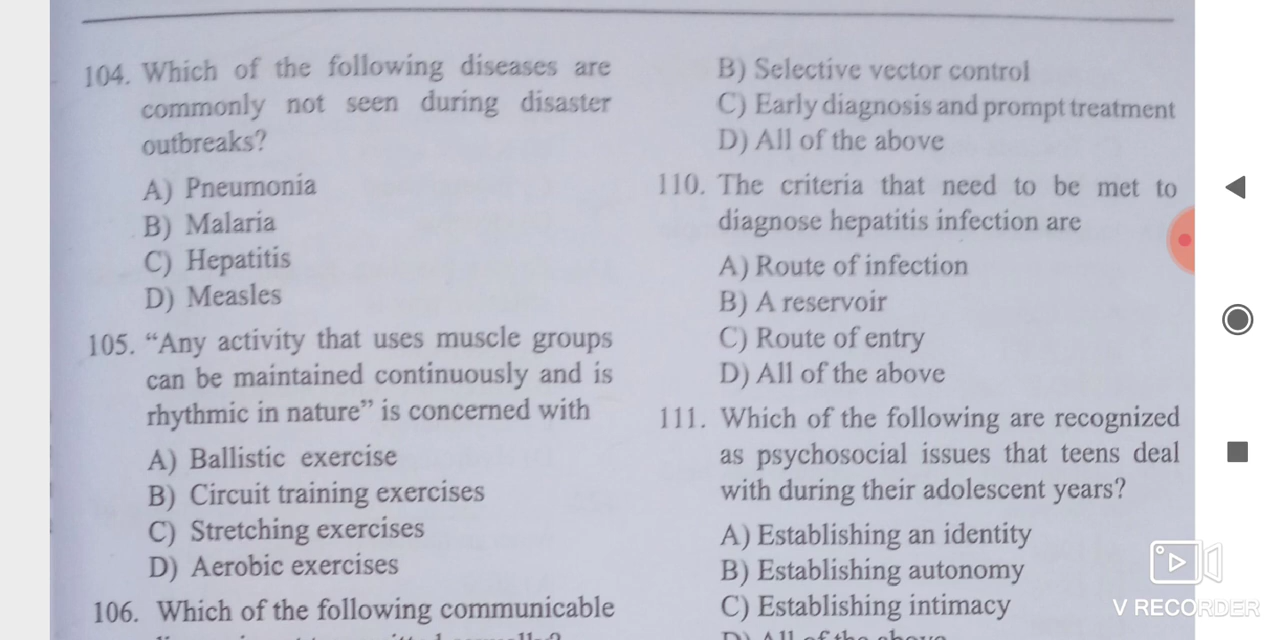 104. Which of the following diseases are
commonly not seen during disaster
outbreaks?
A) Pneumonia
B) Malaria
C) Hepatitis
D) Measles
105. “Any activity that uses muscle groups
can be maintained continuously and is
rhythmic in nature” is concerned with
A) Ballistic exercise
B) Circuit training exercises
C) Stretching exercises
D) Aerobic exercises
106. Which of the following communicable
B) Selective vector control
C) Early diagnosis and prompt treatment
D) All of the above
110. The criteria that need to be met to
diagnose hepatitis infection are
A) Route of infection
B) A reservoir
C) Route of entry
D) All of the above
111. Which of the following are recognized
as psychosocial issues that teens deal
with during their adolescent years?
A) Establishing an identity
B) Establishing autonomy
C) Establishing intimacy
D) All of the above
V RECORDER